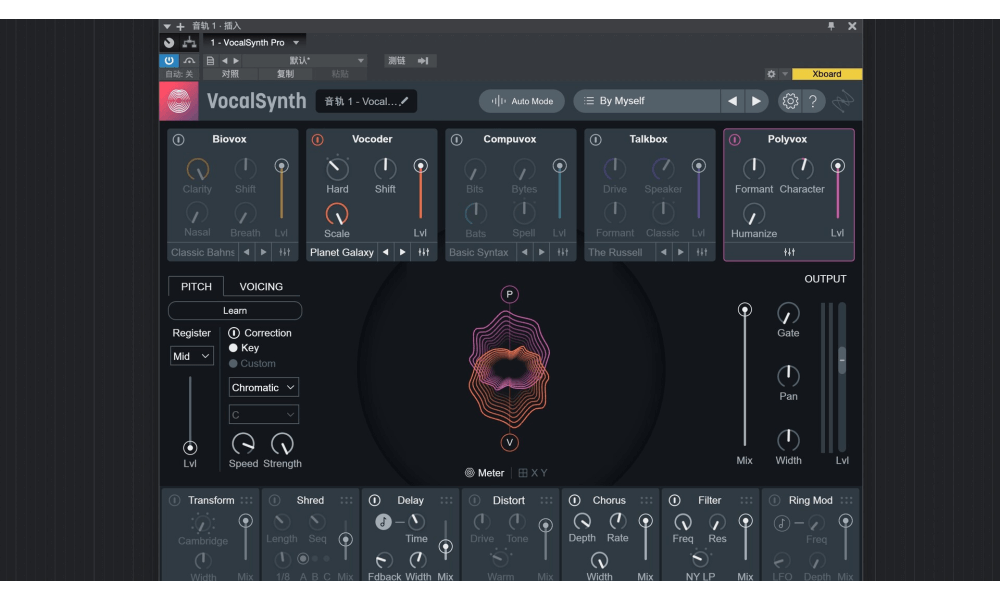 音轨 1 - 插入
1 - VocalSynth Pro
默认*
测链
自动: 关 对照 复制 粘贴
Xboard
VocalSynth
音轨 1 - Vocal...
Auto Mode
By Myself
?
Biovox
Clarity Shift
Nasal Breath Lvl
Classic Bahns
Vocoder
Hard Shift
Scale Lvl
Planet Galaxy
Compuvox
Bits Bytes
Bats Spell Lvl
Basic Syntax
Talkbox
Drive Speaker
Formant Classic Lvl
The Russell
Polyvox
Formant Character
Humanize Lvl
PITCH VOICING
Learn
Register
Mid
Lvl
Correction
Key
Custom
Chromatic
C
Speed Strength
P
V
Meter X Y
OUTPUT
Gate
Pan
Width
Mix
Lvl
Transform
Cambridge
Width Mix
Shred
Length Seq
1/8 A B C Mix
Delay
Time
Fdback Width Mix
Distort
Drive Tone
Warm Mix
Chorus
Depth Rate
Width Mix
Filter
Freq Res
NY LP Mix
Ring Mod
Freq
LFO Depth Mix